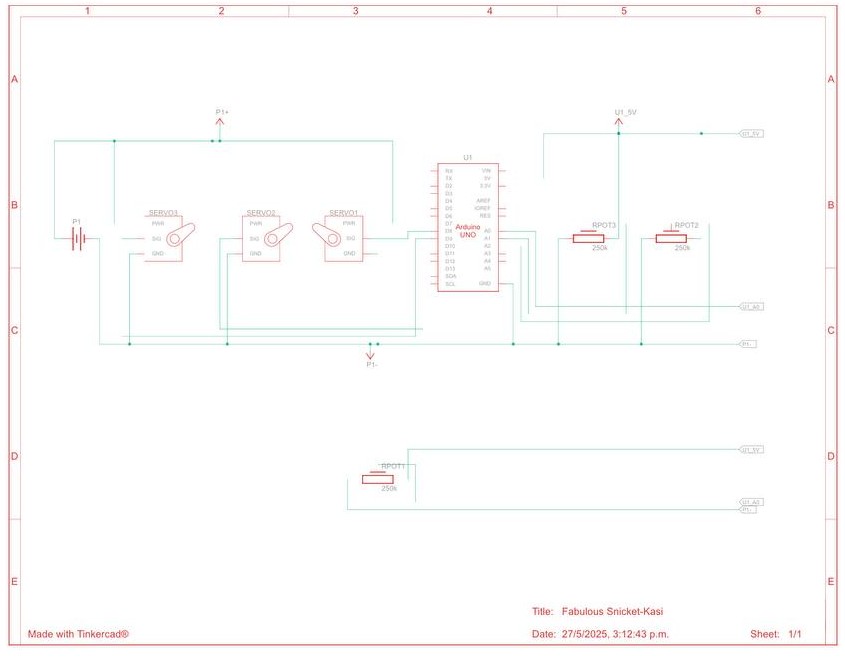 1 2 3 4 5 6
A A
P1+ U1_5V
U1_5V
U1
B B
SERVO3 SERVO2 SERVO1
PWR PWR PWR
SIG SIG SIG
GND GND GND
P1
RX VIN
TX 5V
D2 3.3V
D3
D4 AREF
D5 IOREF
D6 RES
D7
D8 A0
D9 A1
D10 A2
D11 A3
D12 A4
D13 A5
SDA
SCL GND
Arduino
UNO
RPOT3 RPOT2
250k 250k
U1_A0
C C
P1-
P1-
D D
U1_5V
RPOT1
250k
U1_A0
P1-
E E
Title: Fabulous Snicket-Kasi
Made with Tinkercad® Date: 27/5/2025, 3:12:43 p.m. Sheet: 1/1